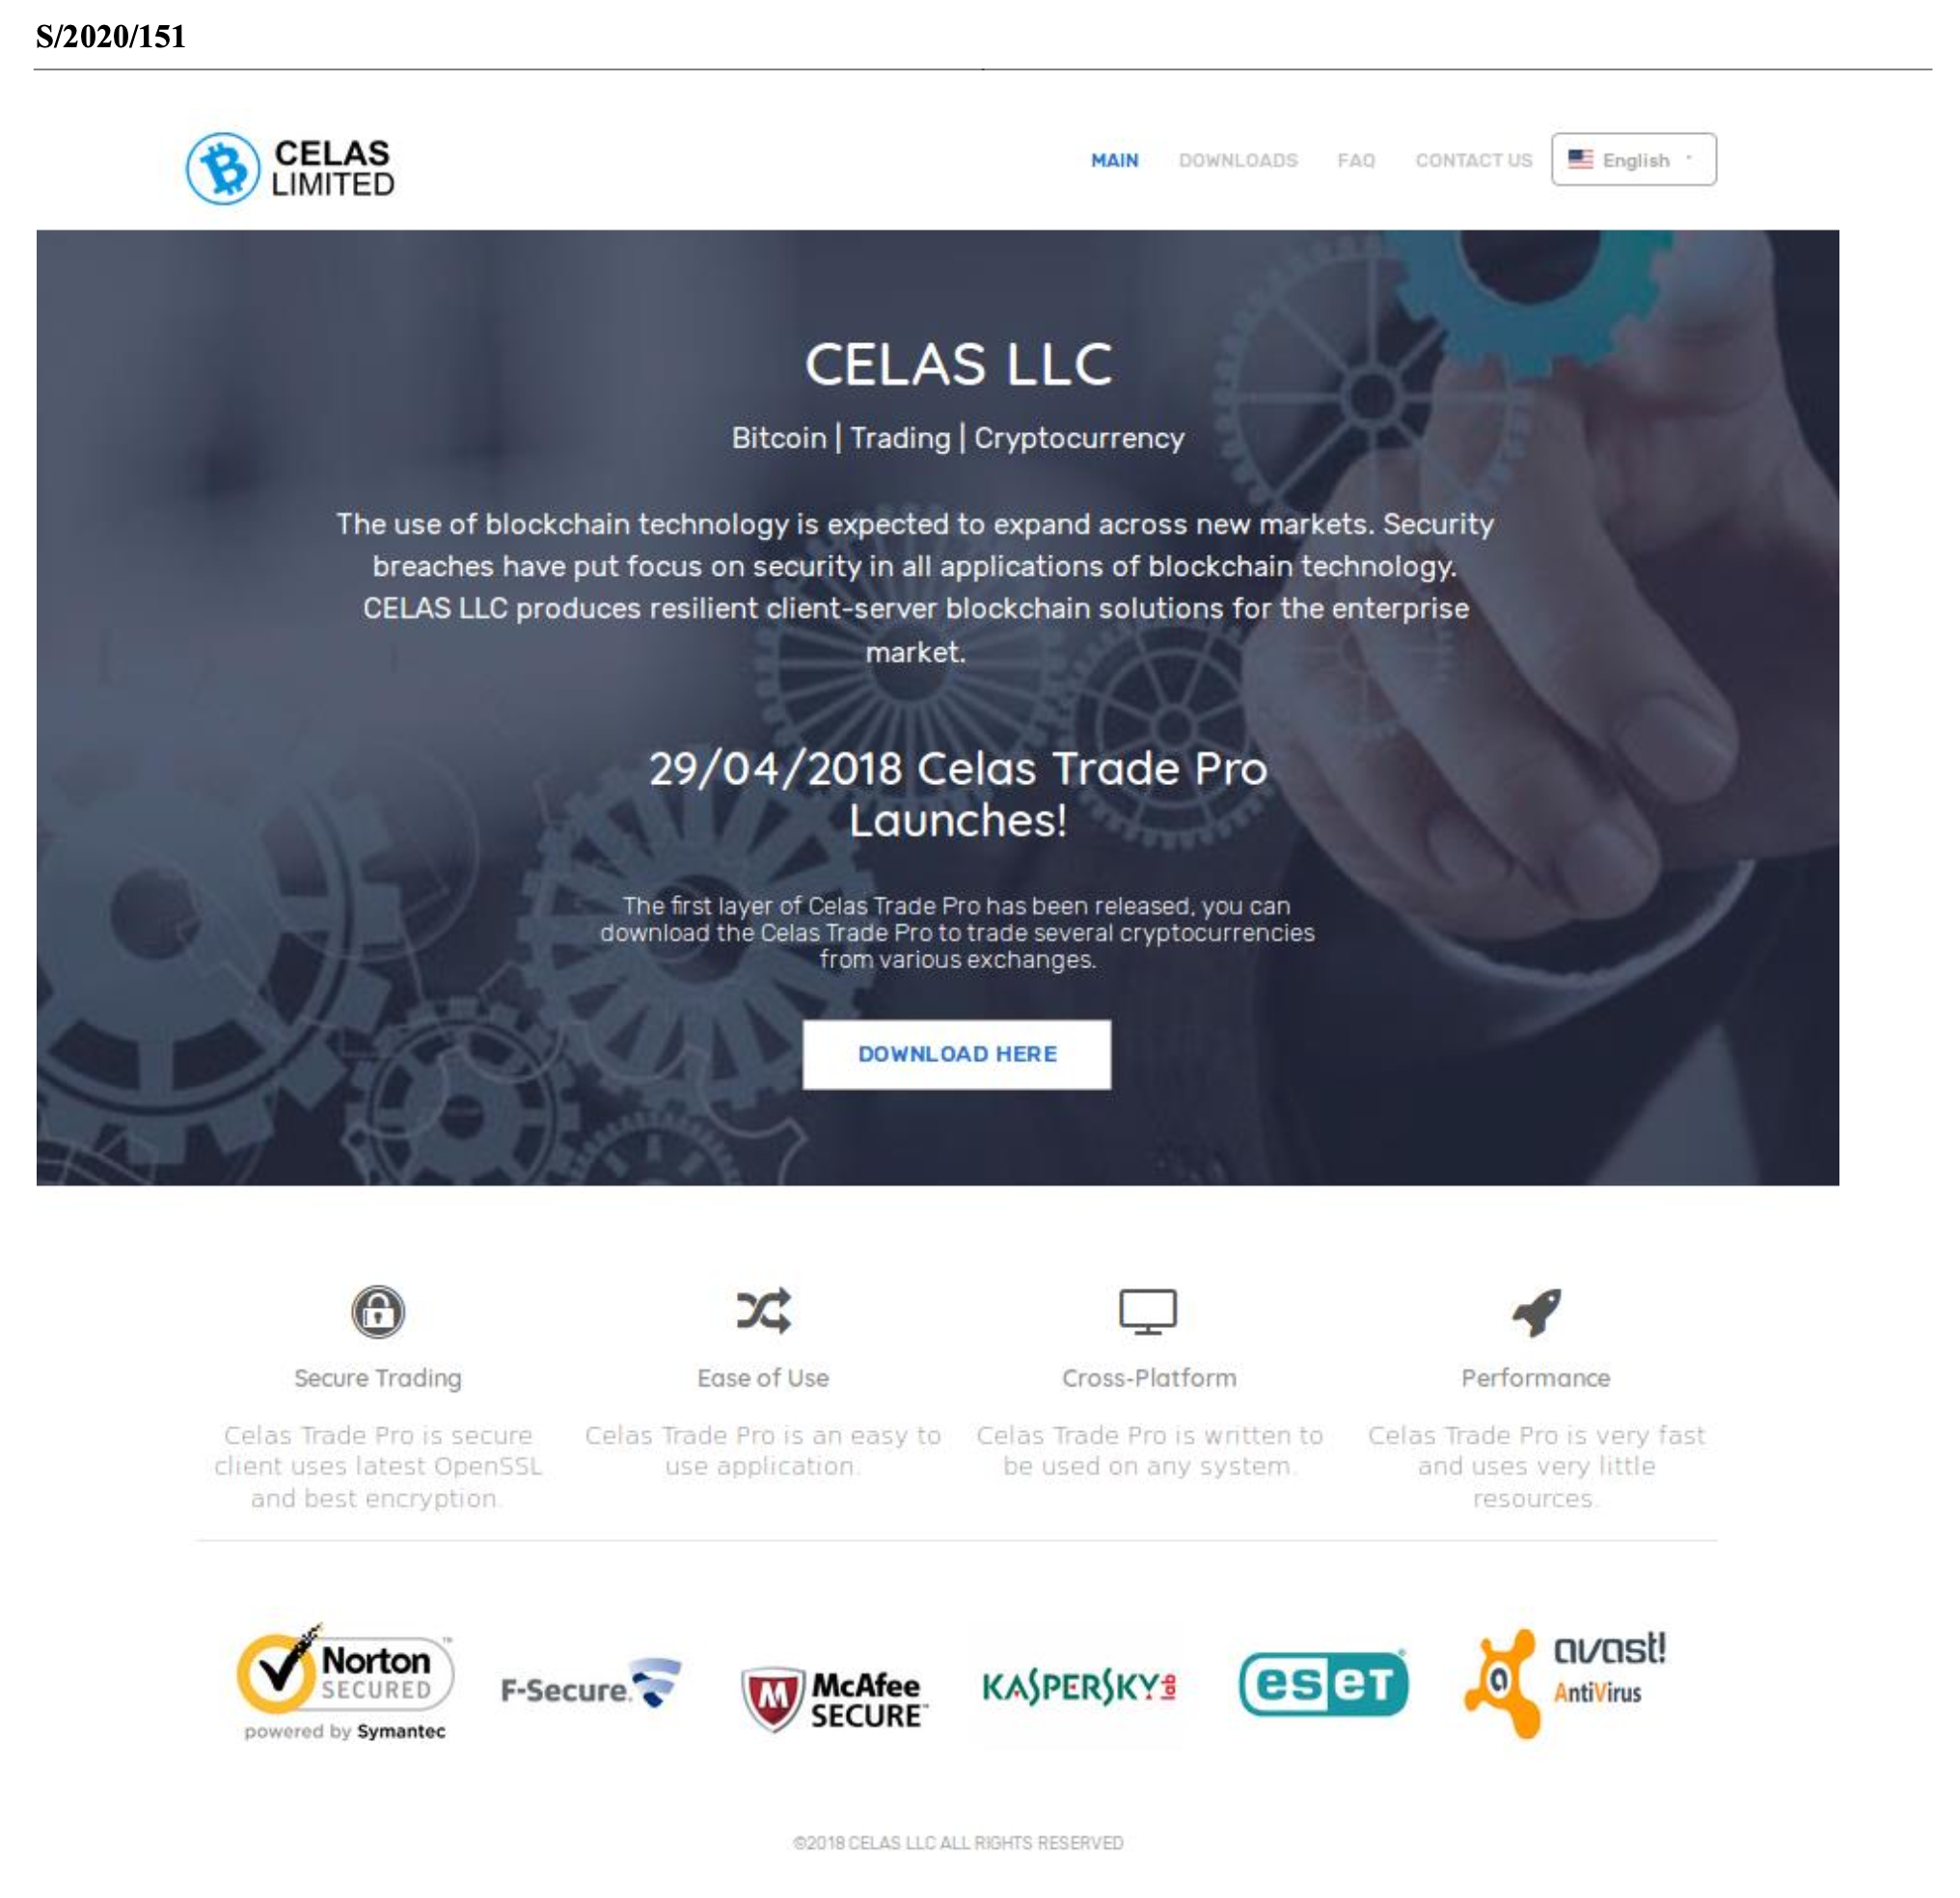 S/2020/151
CELAS
LIMITED
MAIN DOWNLOADS FAQ CONTACT US English
CELAS LLC
Bitcoin | Trading | Cryptocurrency
The use of blockchain technology is expected to expand across new markets. Security
breaches have put focus on security in all applications of blockchain technology.
CELAS LLC produces resilient client-server blockchain solutions for the enterprise
market.
29/04/2018 Celas Trade Pro
Launches!
The first layer of Celas Trade Pro has been released, you can
download the Celas Trade Pro to trade several cryptocurrencies
from various exchanges.
DOWNLOAD HERE
Secure Trading
Celas Trade Pro is secure
client uses latest OpenSSL
and best encryption.
Ease of Use
Celas Trade Pro is an easy to
use application.
Cross-Platform
Celas Trade Pro is written to
be used on any system.
Performance
Celas Trade Pro is very fast
and uses very little
resources.
Norton
SECURED
powered by Symantec
F-Secure.
McAfee
SECURE™
KASPERSKY lab
eseT®
avast!
AntiVirus
©2018 CELAS LLC ALL RIGHTS RESERVED